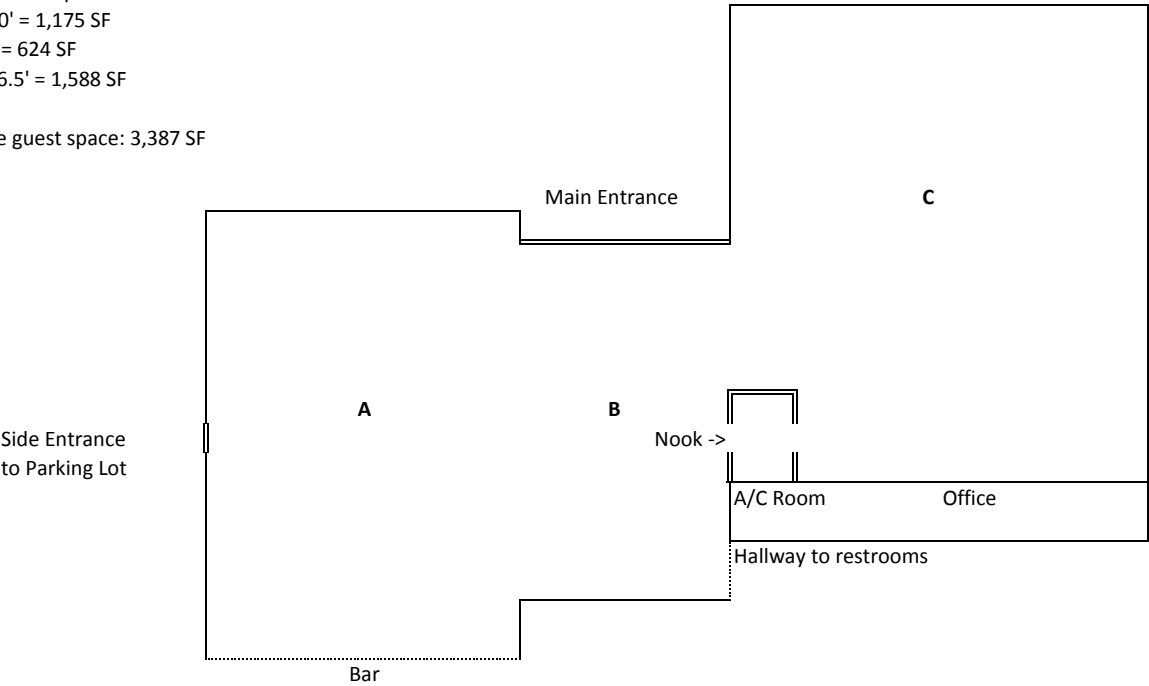 0' = 1,175 SF
= 624 SF
6.5' = 1,588 SF
e guest space: 3,387 SF
Main Entrance
C
A
B
Side Entrance
to Parking Lot
Nook ->
A/C Room
Office
Hallway to restrooms
Bar